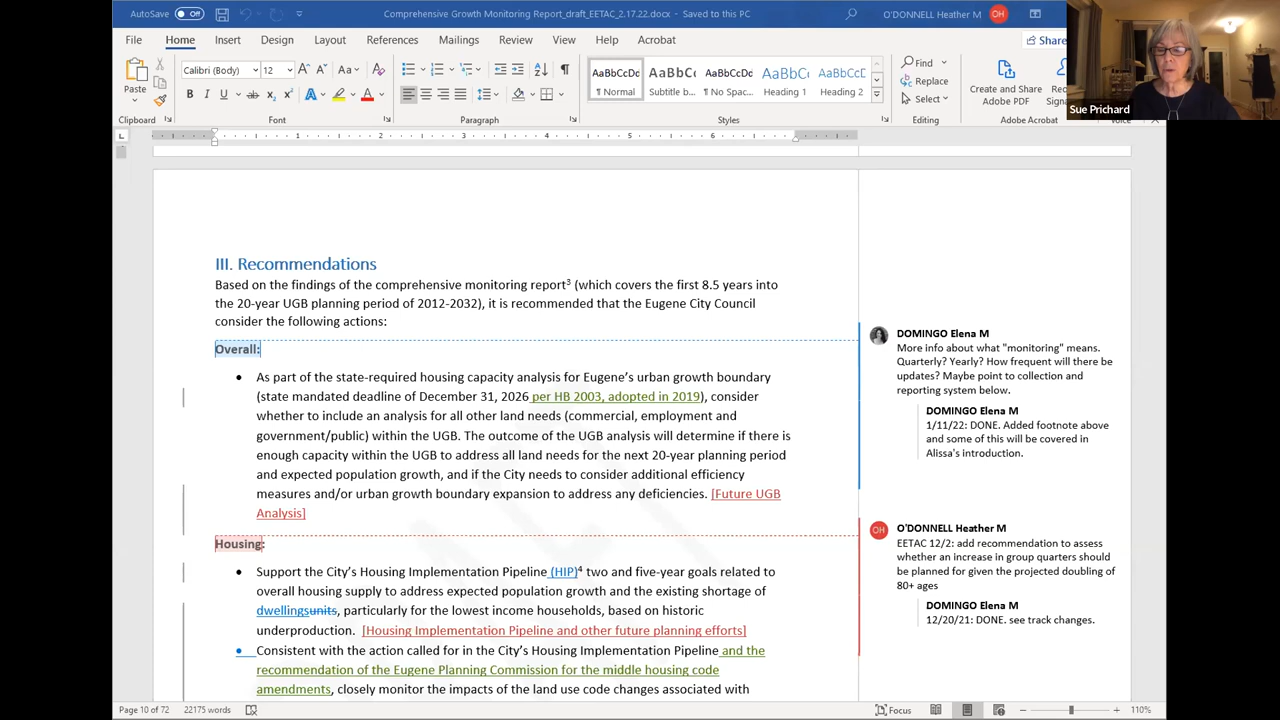 AutoSave Off Comprehensive Growth Monitoring Report_draft_EETAC_2.17.22.docx - Saved to this PC O'DONNELL Heather M OH
File Home Insert Design Layout References Mailings Review View Help Acrobat Share
Paste
Clipboard
Calibri (Body) 12
Font
Paragraph
AaBbCcDd AaBbCcC AaBbCcDd AaBbCcI AaBbCcE
¶ Normal Subtitle b... ¶ No Spac... Heading 1 Heading 2
Styles
Find
Replace
Select
Editing
Create and Share
Adobe PDF
Adobe Acrobat
Sue Prichard
1 2 3 4 5 6
III. Recommendations
Based on the findings of the comprehensive monitoring report3 (which covers the first 8.5 years into
the 20-year UGB planning period of 2012-2032), it is recommended that the Eugene City Council
consider the following actions:
Overall:
• As part of the state-required housing capacity analysis for Eugene's urban growth boundary
(state mandated deadline of December 31, 2026 per HB 2003, adopted in 2019), consider
whether to include an analysis for all other land needs (commercial, employment and
government/public) within the UGB. The outcome of the UGB analysis will determine if there is
enough capacity within the UGB to address all land needs for the next 20-year planning period
and expected population growth, and if the City needs to consider additional efficiency
measures and/or urban growth boundary expansion to address any deficiencies. [Future UGB
Analysis]
Housing:
• Support the City's Housing Implementation Pipeline (HIP)4 two and five-year goals related to
overall housing supply to address expected population growth and the existing shortage of
dwellingsunits, particularly for the lowest income households, based on historic
underproduction. [Housing Implementation Pipeline and other future planning efforts]
• Consistent with the action called for in the City's Housing Implementation Pipeline and the
recommendation of the Eugene Planning Commission for the middle housing code
amendments, closely monitor the impacts of the land use code changes associated with
DOMINGO Elena M
More info about what "monitoring" means.
Quarterly? Yearly? How frequent will there be
updates? Maybe point to collection and
reporting system below.
DOMINGO Elena M
1/11/22: DONE. Added footnote above
and some of this will be covered in
Alissa's introduction.
OH
O'DONNELL Heather M
EETAC 12/2: add recommendation to assess
whether an increase in group quarters should
be planned for given the projected doubling of
80+ ages
DOMINGO Elena M
12/20/21: DONE. see track changes.
Page 10 of 72 22175 words Focus 110%